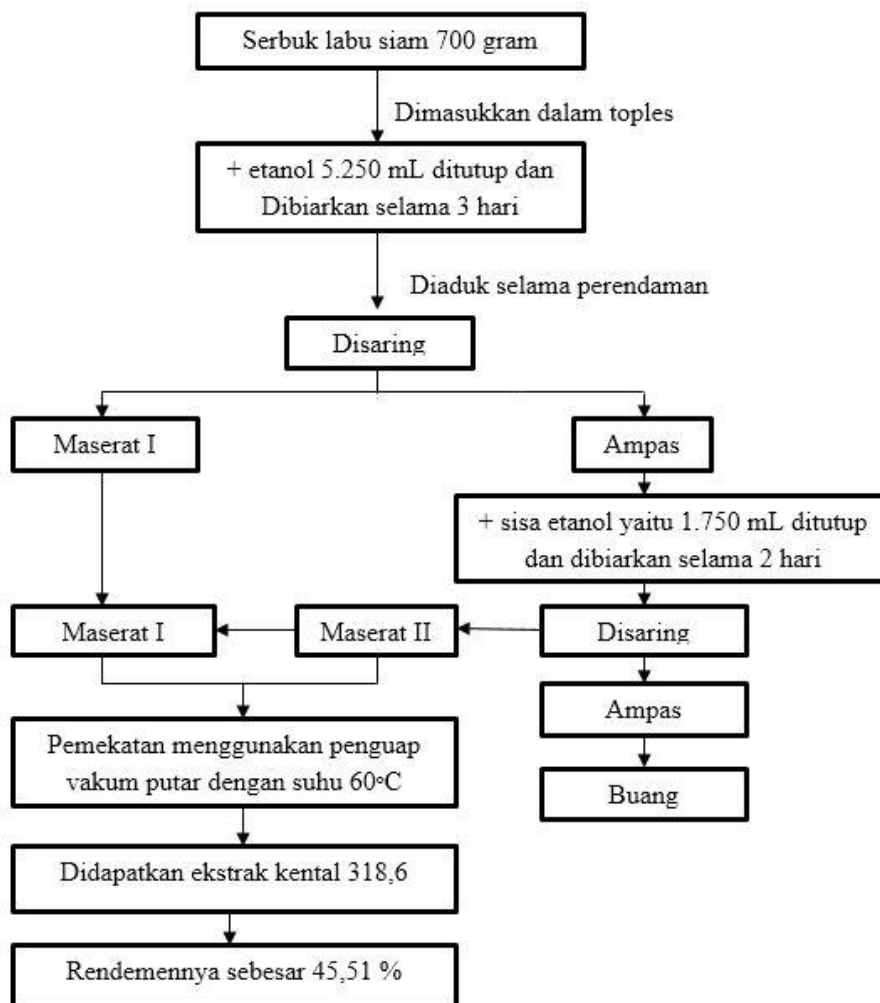 Serbuk labu siam 700 gram
Dimasukkan dalam toples
+ etanol 5.250 mL ditutup dan
Dibiarkan selama 3 hari
Diaduk selama perendaman
Disaring
Maserat I
Ampas
+ sisa etanol yaitu 1.750 mL ditutup
dan dibiarkan selama 2 hari
Maserat I
Maserat II
Disaring
Ampas
Pemekatan menggunakan penguap
vakum putar dengan suhu 60°C
Buang
Didapatkan ekstrak kental 318,6
Rendemennya sebesar 45,51 %